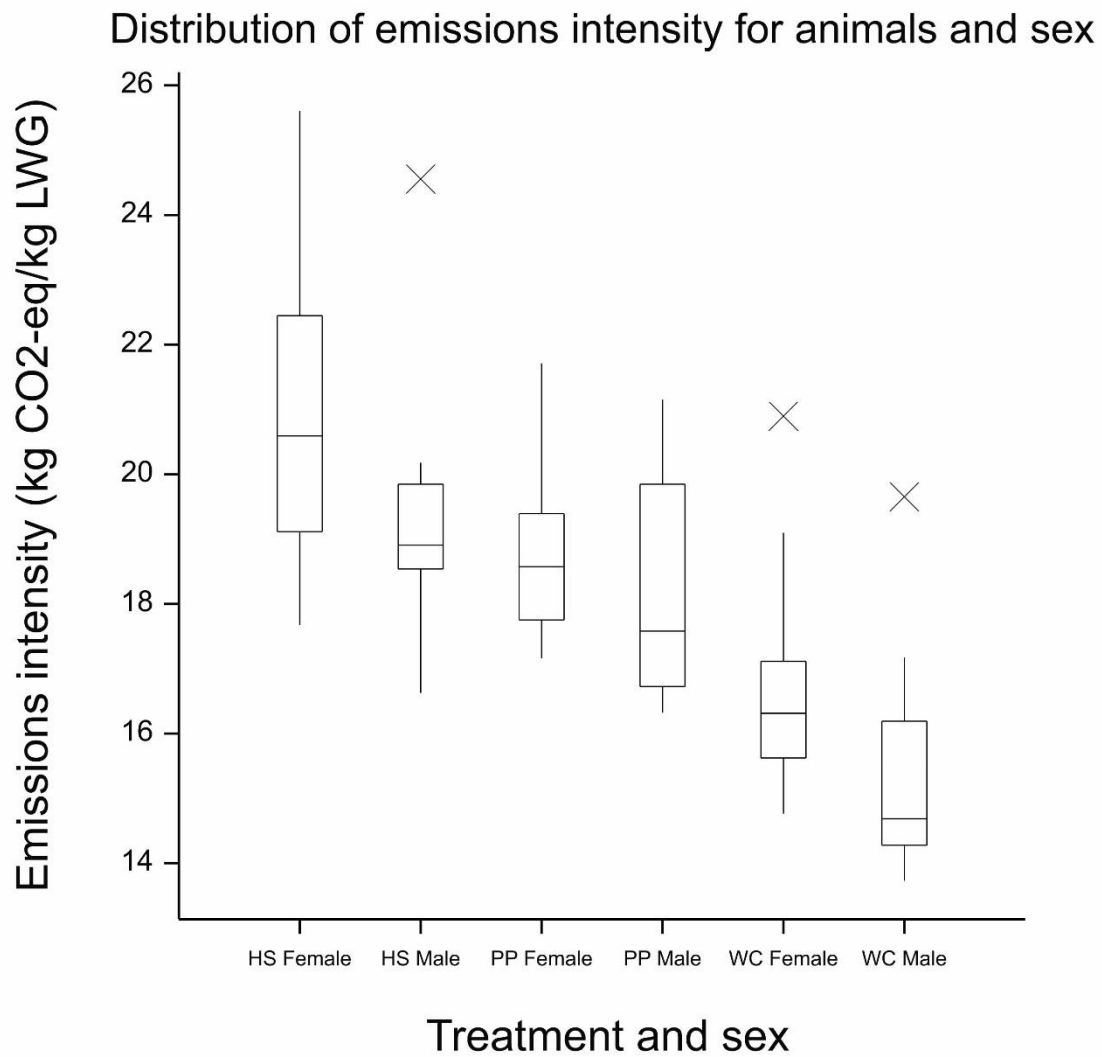 Distribution of emissions intensity for animals and sex
Emissions intensity (kg CO2-eq/kg LWG)
26
24
22
20
18
16
14
HS Female
HS Male
PP Female
PP Male
WC Female
WC Male
Treatment and sex